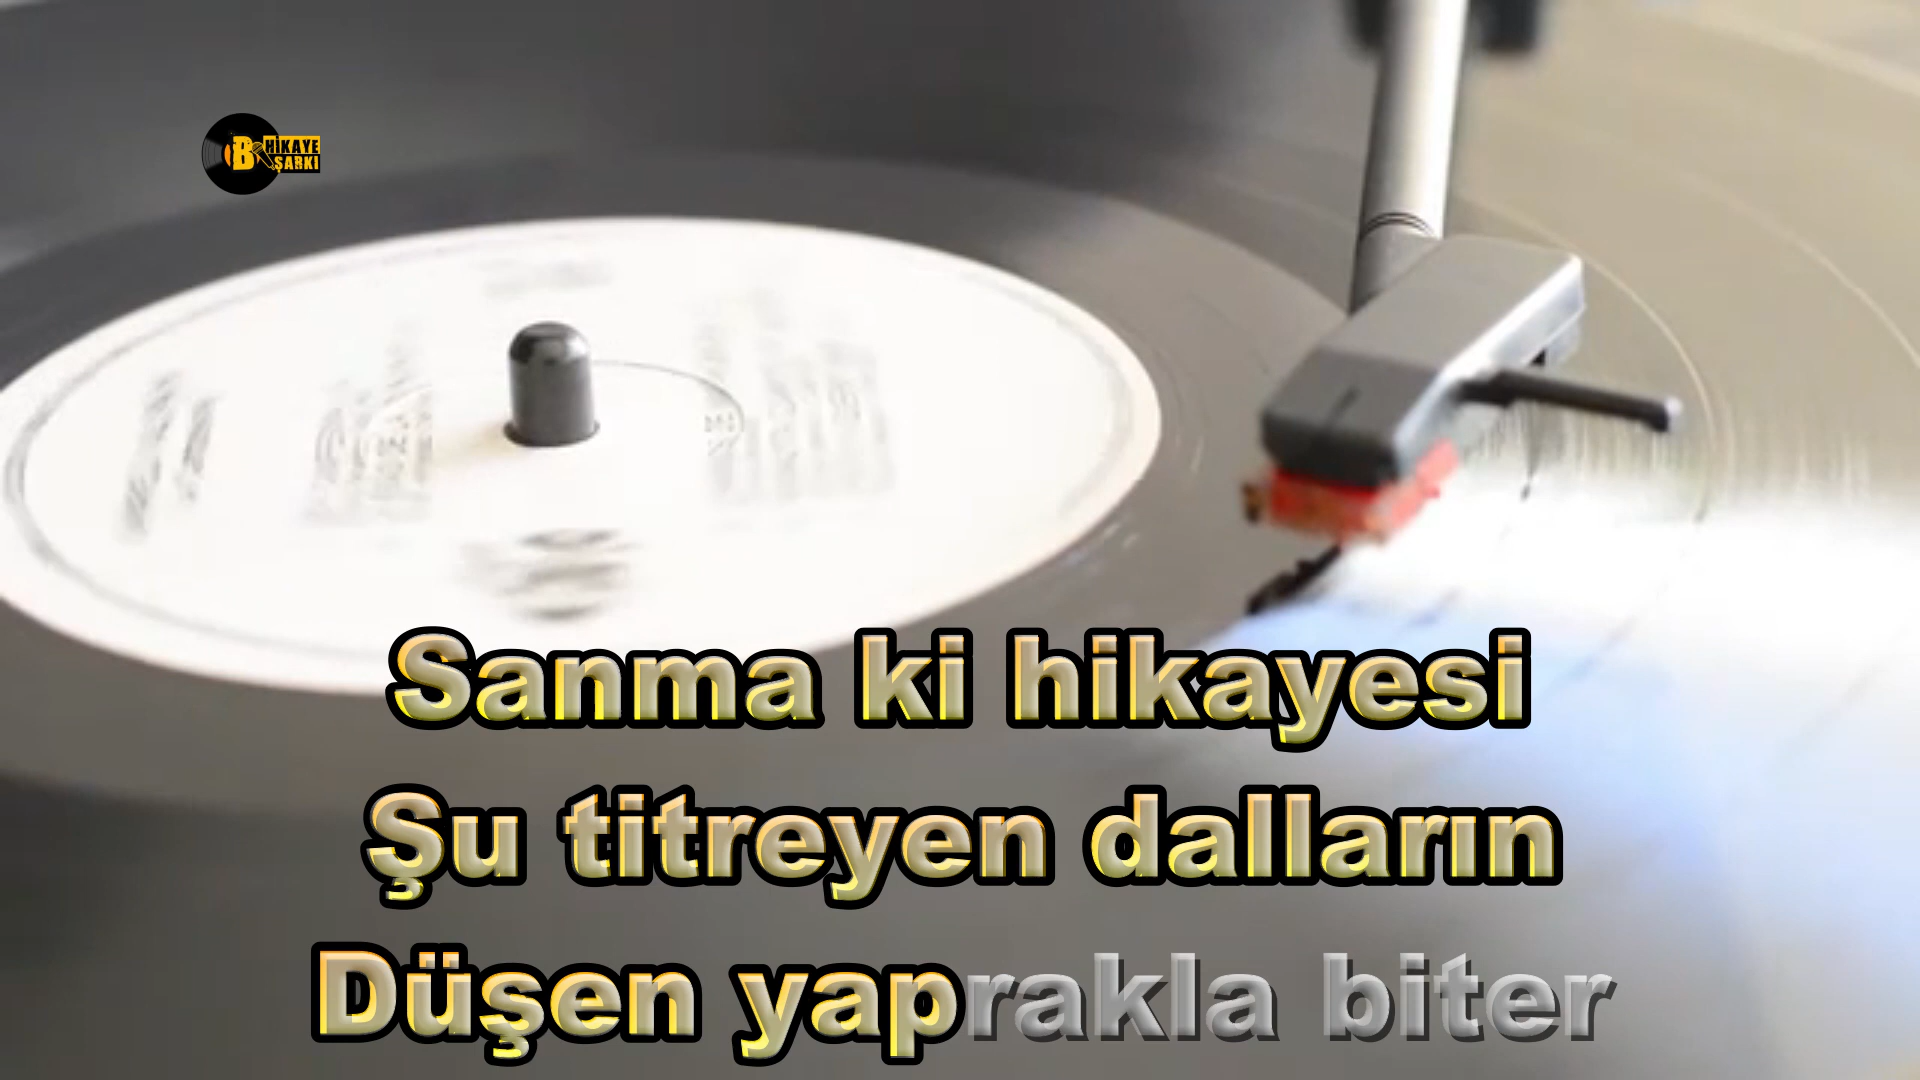 B HİKAYE
ŞARKI
Sanma ki hikayesi
Şu titreyen dalların
Düşen yaprakla biter